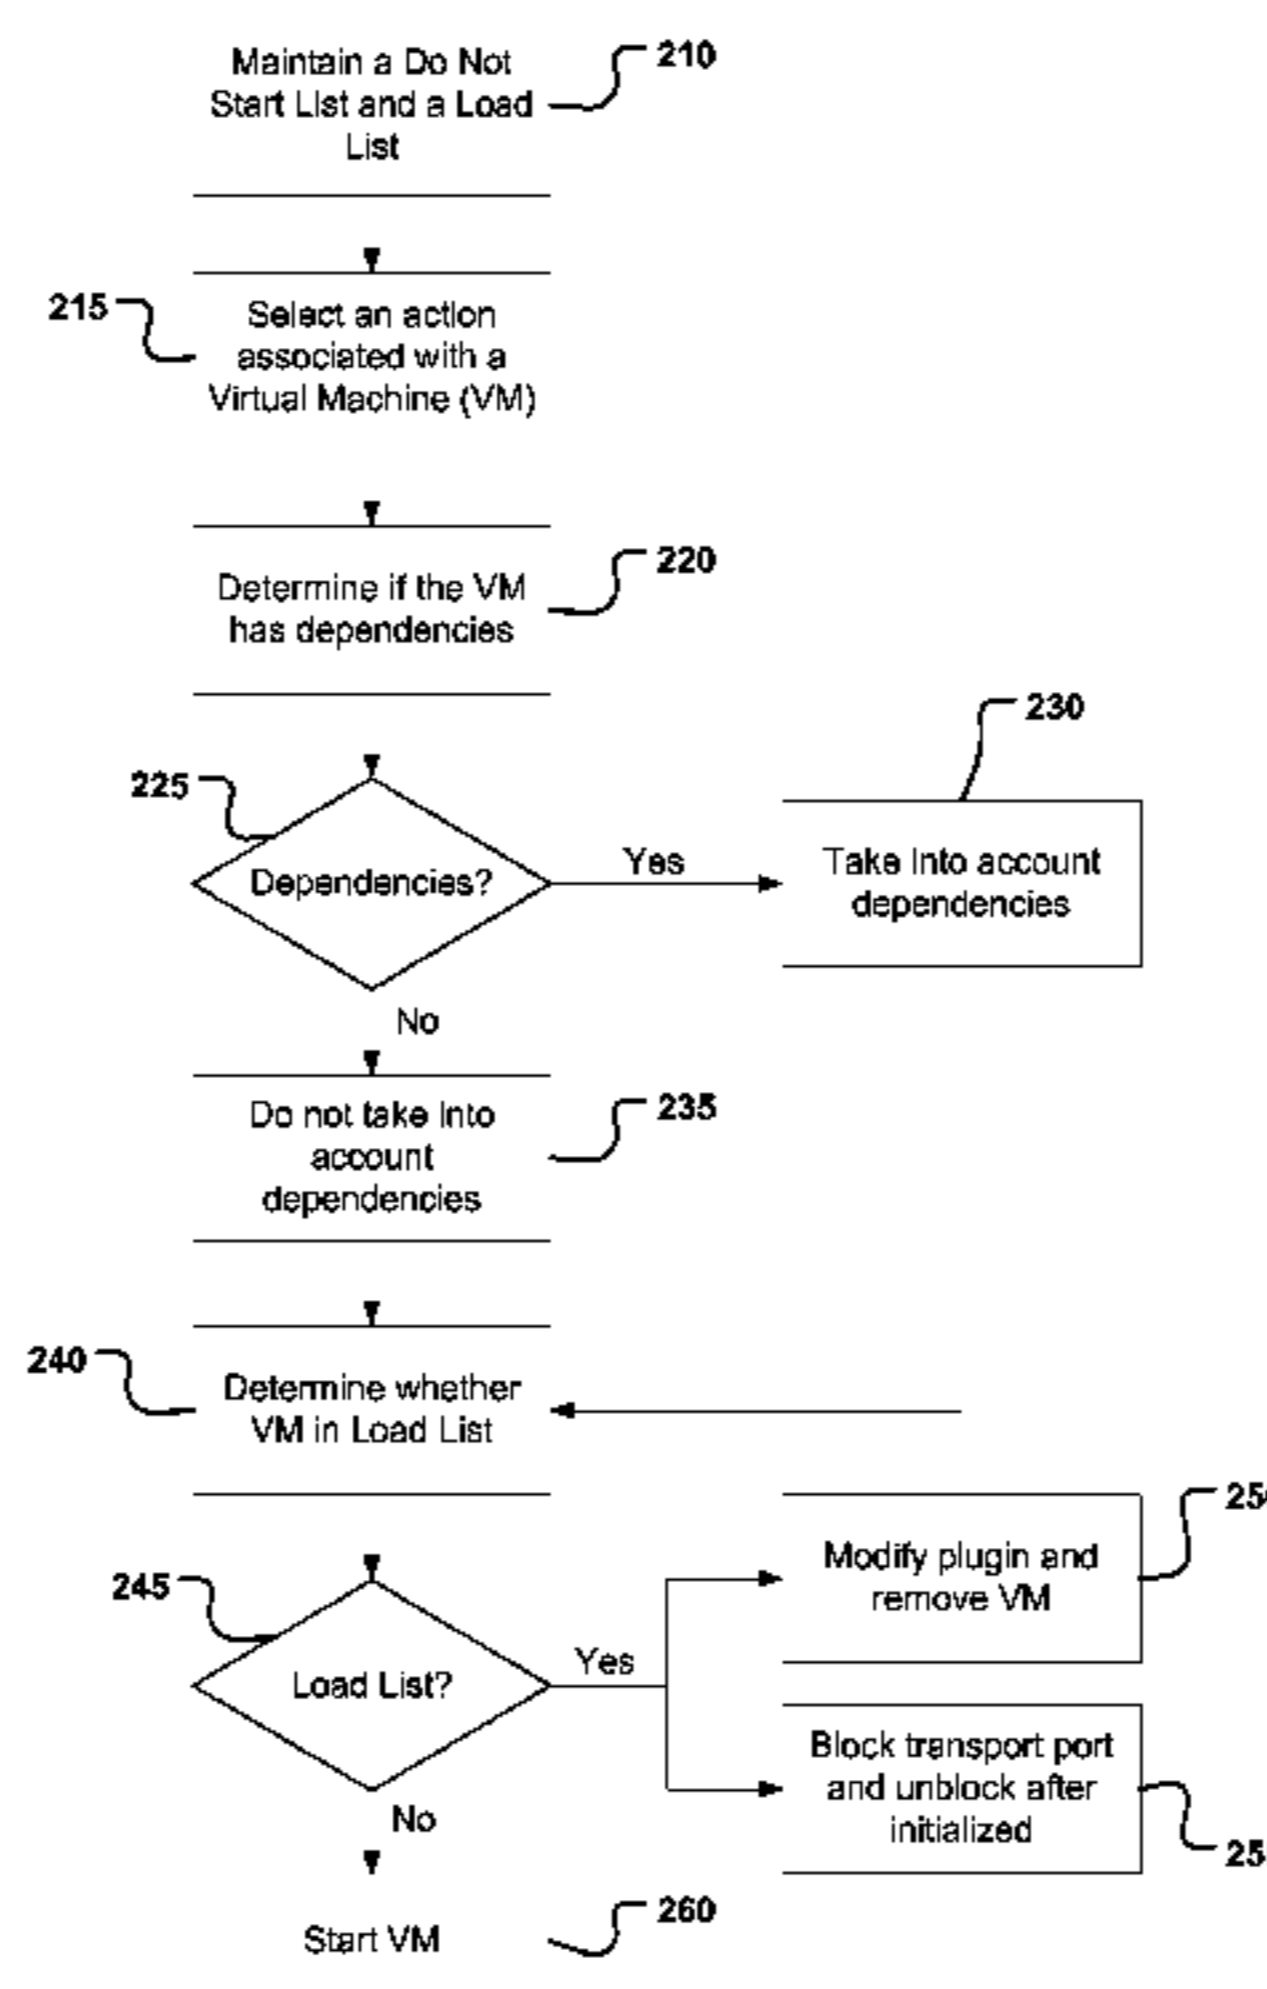 Maintain a Do Not
Start List and a Load
List
210
215
Select an action
associated with a
Virtual Machine (VM)
220
Determine if the VM
has dependencies
225
Dependencies?
Yes
230
Take Into account
dependencies
No
Do not take Into
account
dependencies
235
240
Determine whether
VM in Load List
245
Load List?
Yes
Modify plugin and
remove VM
Block transport port
and unblock after
initialized
No
Start VM
260